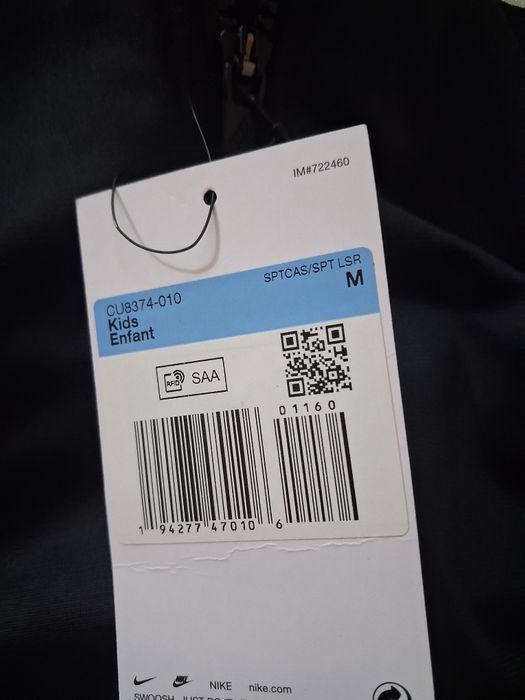 IM#722460
CU8374-010 SPTCAS/SPT LSR
Kids M
Enfant
RFID SAA
01160
1 94277 47010 6
NIKE nike.com
SWOOSH